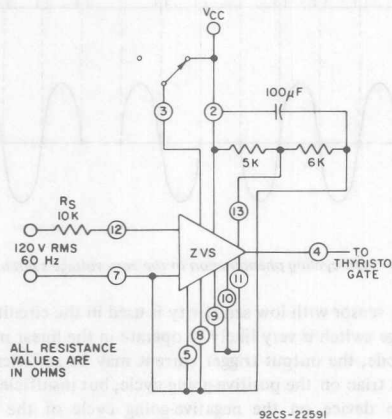 VCC
100µF
3
2
5K
6K
RS
10K
12
13
120 V RMS
60 Hz
ZVS
4
TO
THYRISTOR
GATE
7
11
10
9
8
5
ALL RESISTANCE
VALUES ARE
IN OHMS
92CS-22591